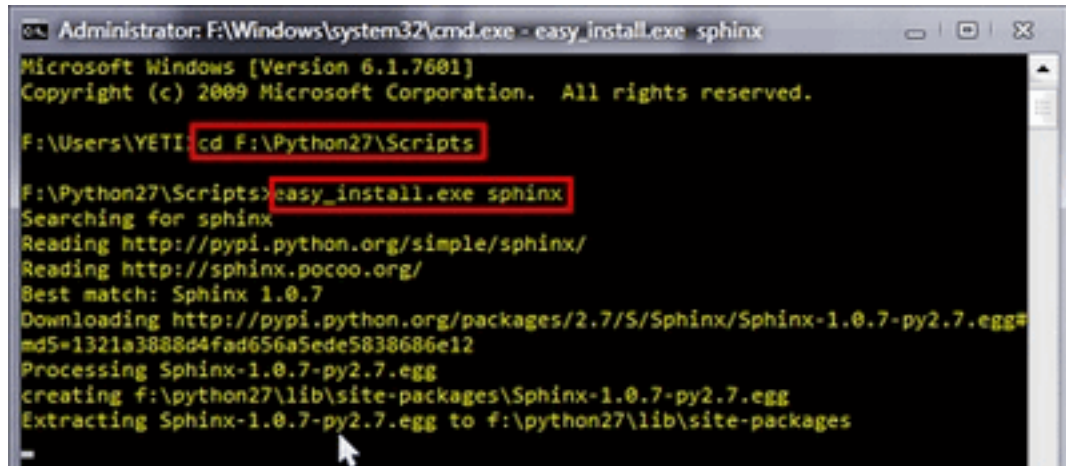 Administrator: F:\Windows\system32\cmd.exe - easy_install.exe sphinx
Microsoft Windows [Version 6.1.7601]
Copyright (c) 2009 Microsoft Corporation.  All rights reserved.
F:\Users\YETI>cd F:\Python27\Scripts
F:\Python27\Scripts>easy_install.exe sphinx
Searching for sphinx
Reading http://pypi.python.org/simple/sphinx/
Reading http://sphinx.pocoo.org/
Best match: Sphinx 1.0.7
Downloading http://pypi.python.org/packages/2.7/S/Sphinx/Sphinx-1.0.7-py2.7.egg#
md5=1321a3888d4fad656a5ede5838686e12
Processing Sphinx-1.0.7-py2.7.egg
creating f:\python27\lib\site-packages\Sphinx-1.0.7-py2.7.egg
Extracting Sphinx-1.0.7-py2.7.egg to f:\python27\lib\site-packages